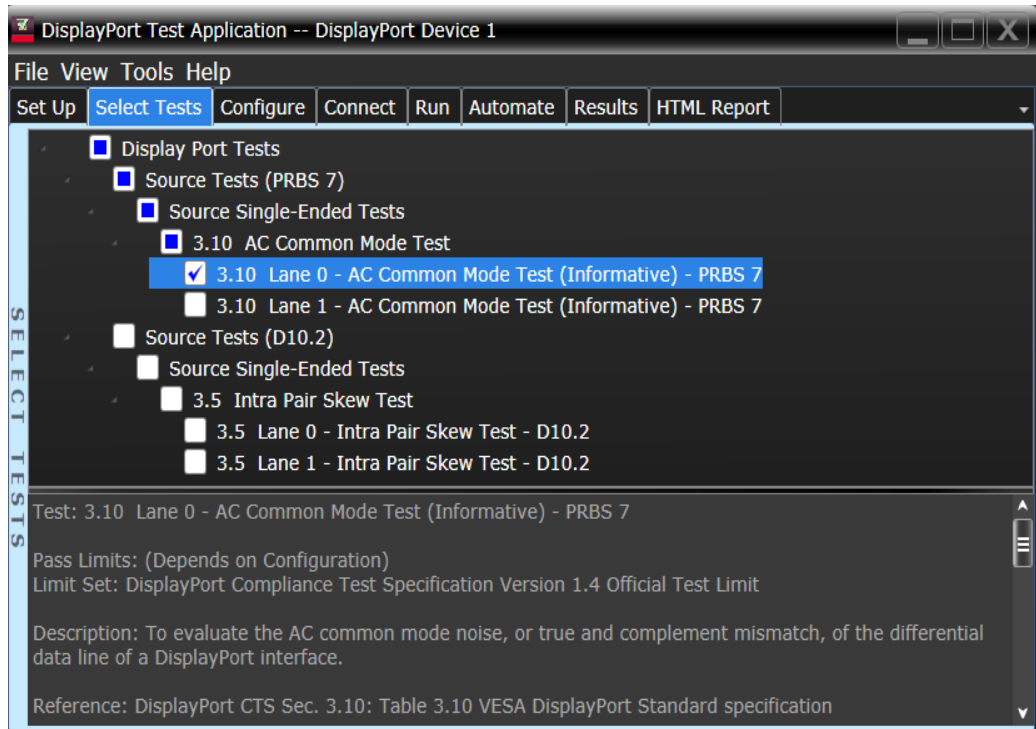 DisplayPort Test Application -- DisplayPort Device 1
File View Tools Help
Set Up Select Tests Configure Connect Run Automate Results HTML Report
SELECT TESTS
Display Port Tests
Source Tests (PRBS 7)
Source Single-Ended Tests
3.10 AC Common Mode Test
3.10 Lane 0 - AC Common Mode Test (Informative) - PRBS 7
3.10 Lane 1 - AC Common Mode Test (Informative) - PRBS 7
Source Tests (D10.2)
Source Single-Ended Tests
3.5 Intra Pair Skew Test
3.5 Lane 0 - Intra Pair Skew Test - D10.2
3.5 Lane 1 - Intra Pair Skew Test - D10.2
Test: 3.10 Lane 0 - AC Common Mode Test (Informative) - PRBS 7
Pass Limits: (Depends on Configuration)
Limit Set: DisplayPort Compliance Test Specification Version 1.4 Official Test Limit
Description: To evaluate the AC common mode noise, or true and complement mismatch, of the differential
data line of a DisplayPort interface.
Reference: DisplayPort CTS Sec. 3.10: Table 3.10 VESA DisplayPort Standard specification